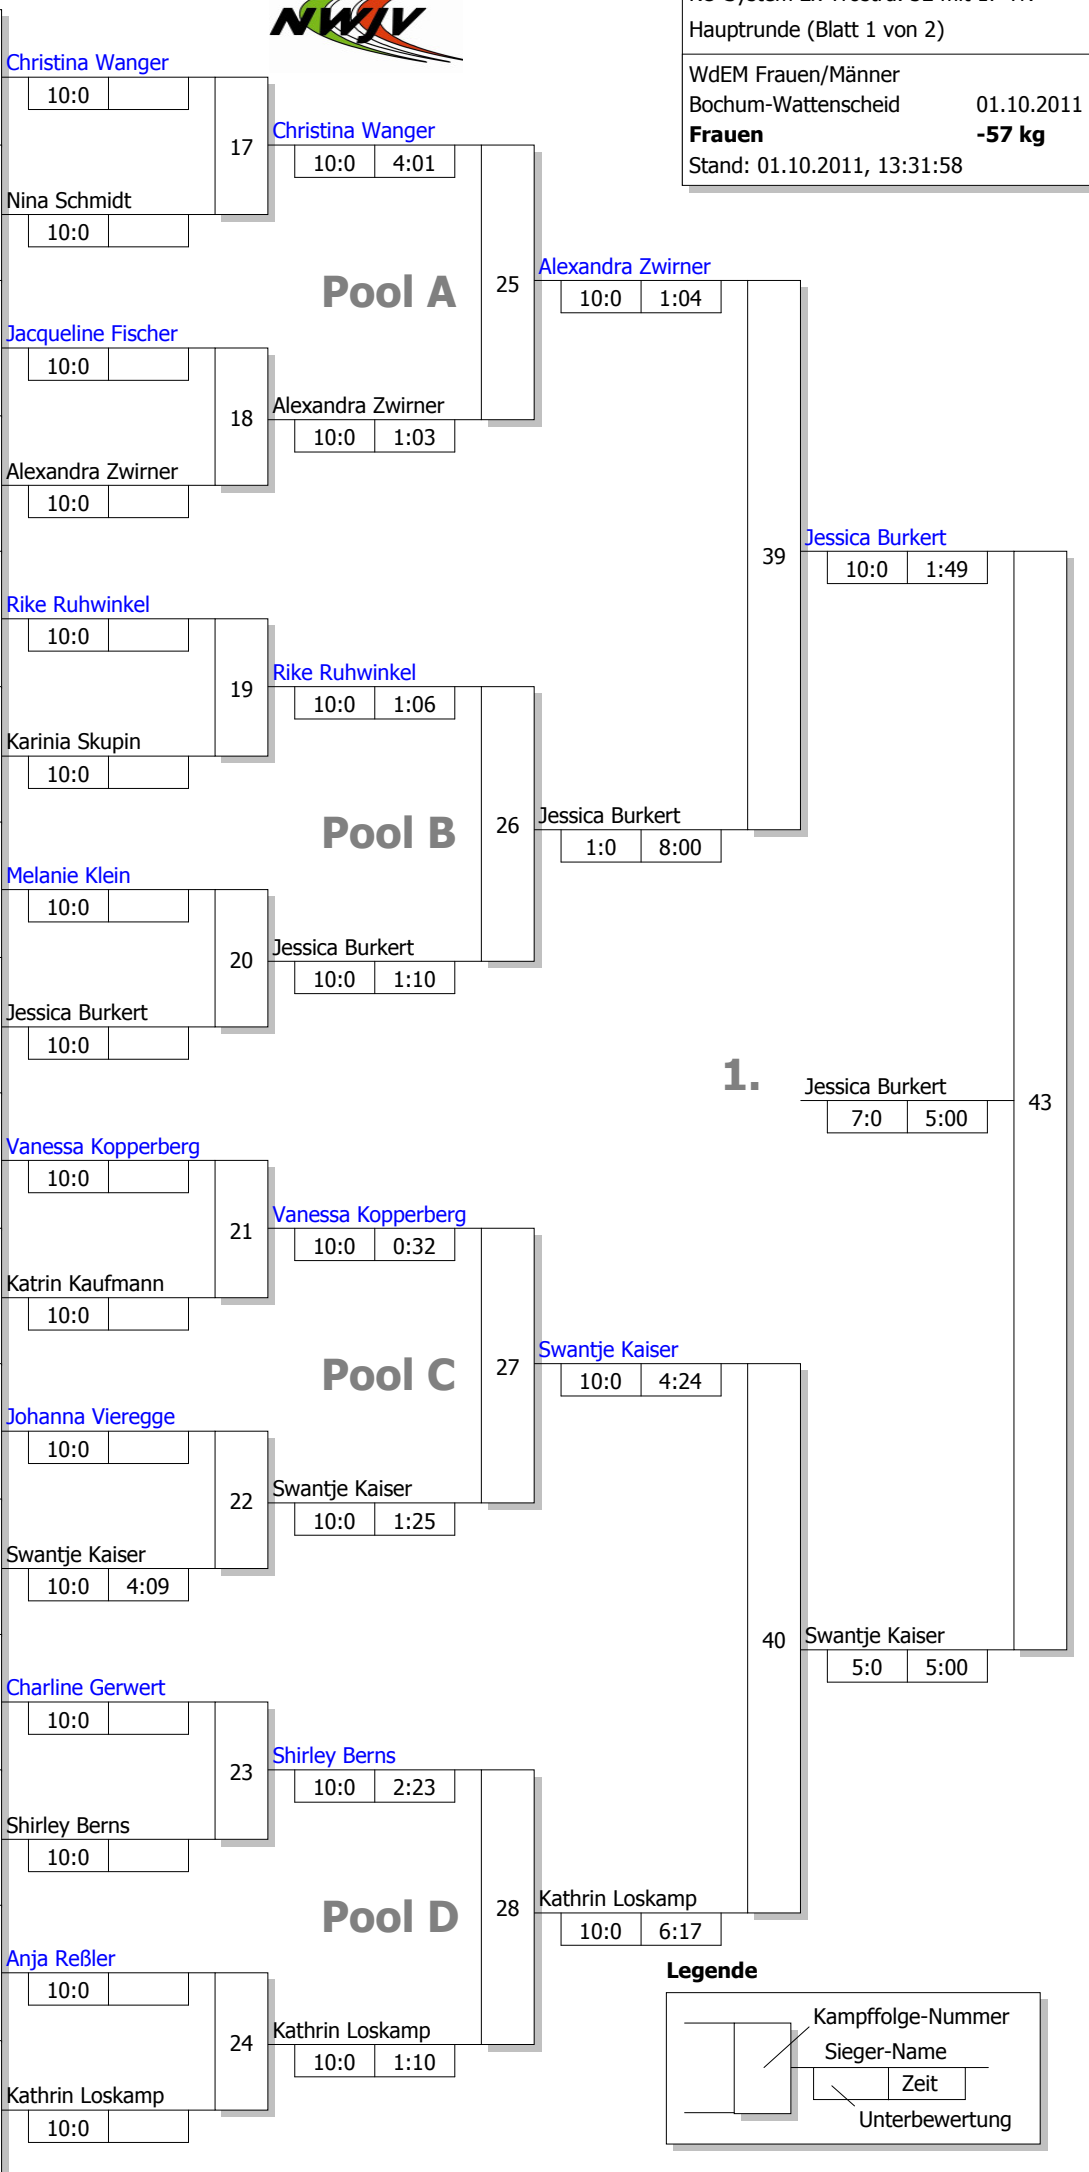 NWJV
Hauptrunde (Blatt 1 von 2)
WdEM Frauen/Männer
Bochum-Wattenscheid 01.10.2011
Frauen -57 kg
Stand: 01.10.2011, 13:31:58
Christina Wanger
10:0
17
Nina Schmidt
10:0
Christina Wanger
10:0 4:01
Pool A
25
Jacqueline Fischer
10:0
18
Alexandra Zwirner
10:0
Alexandra Zwirner
10:0 1:03
Alexandra Zwirner
10:0 1:04
39
Rike Ruhwinkel
10:0
19
Karinia Skupin
10:0
Rike Ruhwinkel
10:0 1:06
Pool B
26
Melanie Klein
10:0
20
Jessica Burkert
10:0
Jessica Burkert
10:0 1:10
Jessica Burkert
1:0 8:00
Jessica Burkert
10:0 1:49
1.
Jessica Burkert
7:0 5:00
43
Vanessa Kopperberg
10:0
21
Katrin Kaufmann
10:0
Vanessa Kopperberg
10:0 0:32
Pool C
27
Johanna Vieregge
10:0
22
Swantje Kaiser
10:0 4:09
Swantje Kaiser
10:0 1:25
Swantje Kaiser
10:0 4:24
40
Swantje Kaiser
5:0 5:00
Charline Gerwert
10:0
23
Shirley Berns
10:0
Shirley Berns
10:0 2:23
Pool D
28
Anja Reßler
10:0
24
Kathrin Loskamp
10:0
Kathrin Loskamp
10:0 1:10
Kathrin Loskamp
10:0 6:17
Legende
Kampffolge-Nummer
Sieger-Name
Zeit
Unterbewertung